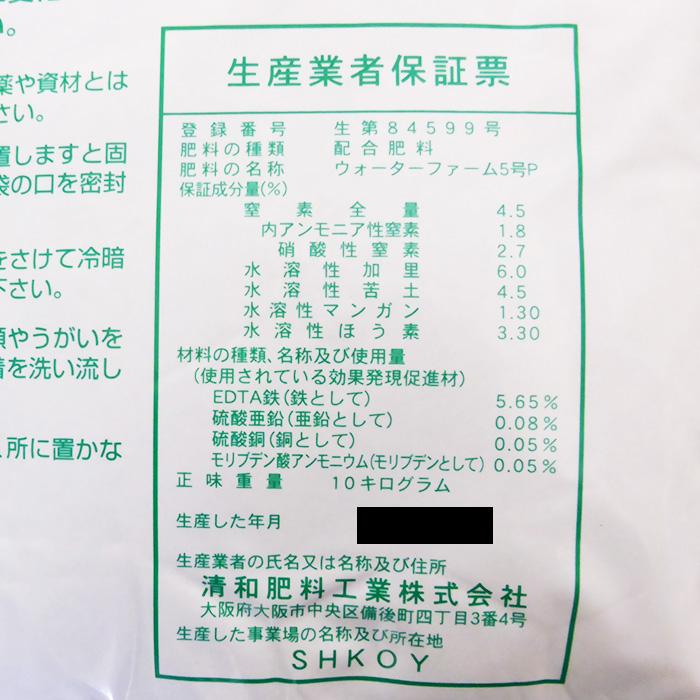 い。
薬や資材とは
さい。
置しますと固
袋の口を密封
をさけて冷暗
下さい。
顔やうがいを
着を洗い流し
所に置かな
生産業者保証票
登録番号 生第84599号
肥料の種類 配合肥料
肥料の名称 ウォーターファーム5号P
保証成分量(%)
窒素全量 4.5
内アンモニア性窒素 1.8
硝酸性窒素 2.7
水溶性加里 6.0
水溶性苦土 4.5
水溶性マンガン 1.30
水溶性ほう素 3.30
材料の種類、名称及び使用量
(使用されている効果発現促進材)
EDTA鉄(鉄として) 5.65%
硫酸亜鉛(亜鉛として) 0.08%
硫酸銅(銅として) 0.05%
モリブデン酸アンモニウム(モリブデンとして) 0.05%
正味重量 10キログラム
生産した年月
生産業者の氏名又は名称及び住所
清和肥料工業株式会社
大阪府大阪市中央区備後町四丁目3番4号
生産した事業場の名称及び所在地
SHKOY